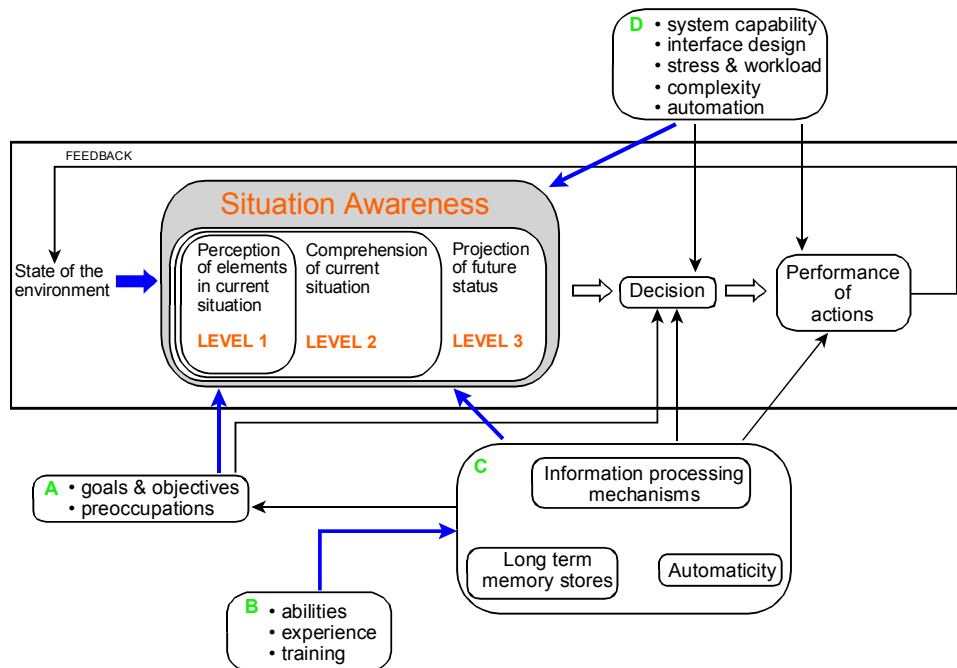 D • system capability
• interface design
• stress & workload
• complexity
• automation
FEEDBACK
Situation Awareness
State of the
environment
Perception
of elements
in current
situation
LEVEL 1
Comprehension
of current
situation
LEVEL 2
Projection
of future
status
LEVEL 3
Decision
Performance
of
actions
A • goals & objectives
• preoccupations
C
Information processing
mechanisms
Long term
memory stores
Automaticity
B • abilities
• experience
• training